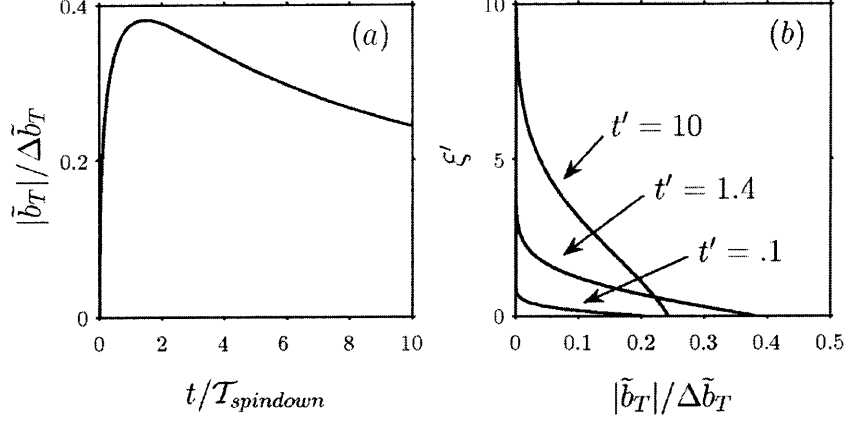 0.4
(a)
0.2
0
|b̃_T|/Δb̃_T
0 2 4 6 8 10
t/𝒯_spindown
10
(b)
5
0
ξ′
t′ = 10
t′ = 1.4
t′ = .1
0 0.1 0.2 0.3 0.4 0.5
|b̃_T|/Δb̃_T